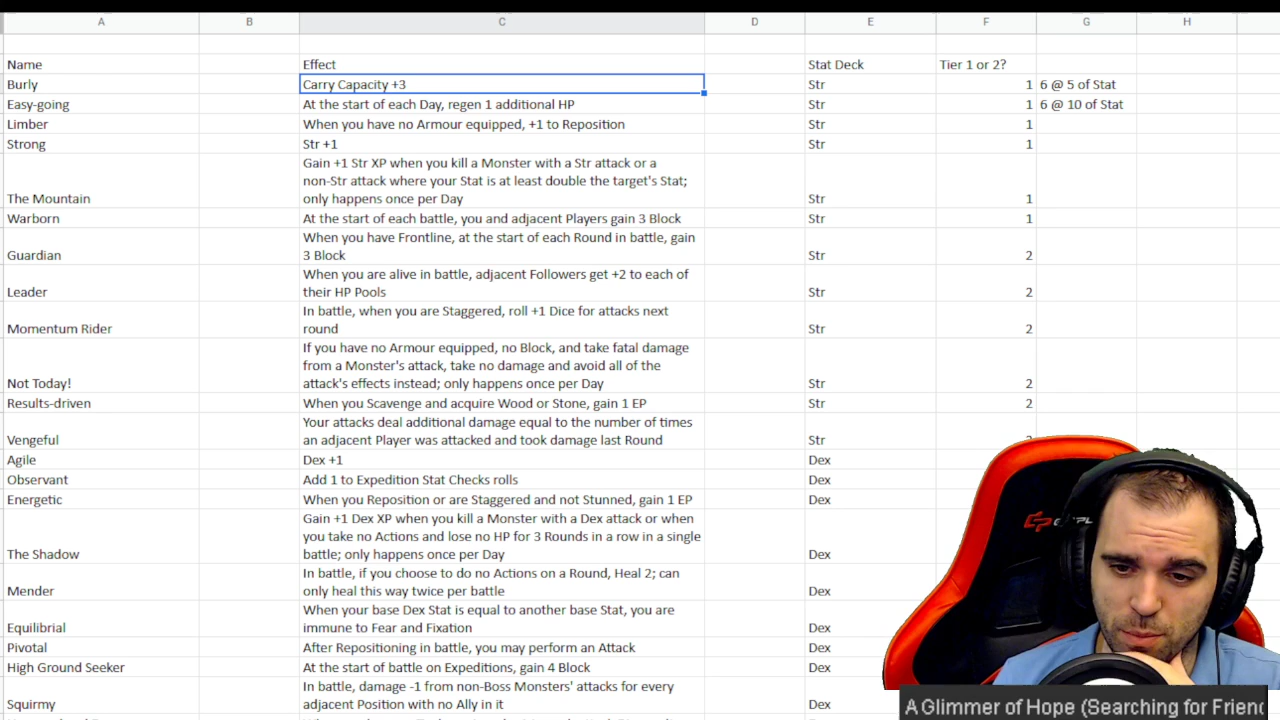 A B C D E F G H
Name Effect Stat Deck Tier 1 or 2?
Burly Carry Capacity +3 Str 1 6 @ 5 of Stat
Easy-going At the start of each Day, regen 1 additional HP Str 1 6 @ 10 of Stat
Limber When you have no Armour equipped, +1 to Reposition Str 1
Strong Str +1 Str 1
Gain +1 Str XP when you kill a Monster with a Str attack or a
non-Str attack where your Stat is at least double the target's Stat;
The Mountain only happens once per Day Str 1
Warborn At the start of each battle, you and adjacent Players gain 3 Block Str 1
When you have Frontline, at the start of each Round in battle, gain
Guardian 3 Block Str 2
When you are alive in battle, adjacent Followers get +2 to each of
Leader their HP Pools Str 2
In battle, when you are Staggered, roll +1 Dice for attacks next
Momentum Rider round Str 2
If you have no Armour equipped, no Block, and take fatal damage
from a Monster's attack, take no damage and avoid all of the
Not Today! attack's effects instead; only happens once per Day Str 2
Results-driven When you Scavenge and acquire Wood or Stone, gain 1 EP Str 2
Your attacks deal additional damage equal to the number of times
Vengeful an adjacent Player was attacked and took damage last Round Str
Agile Dex +1 Dex
Observant Add 1 to Expedition Stat Checks rolls Dex
Energetic When you Reposition or are Staggered and not Stunned, gain 1 EP Dex
Gain +1 Dex XP when you kill a Monster with a Dex attack or when
you take no Actions and lose no HP for 3 Rounds in a row in a single
The Shadow battle; only happens once per Day Dex
In battle, if you choose to do no Actions on a Round, Heal 2; can
Mender only heal this way twice per battle Dex
When your base Dex Stat is equal to another base Stat, you are
Equilibrial immune to Fear and Fixation Dex
Pivotal After Repositioning in battle, you may perform an Attack Dex
High Ground Seeker At the start of battle on Expeditions, gain 4 Block Dex
In battle, damage -1 from non-Boss Monsters' attacks for every
Squirmy adjacent Position with no Ally in it Dex
A Glimmer of Hope (Searching for Frien